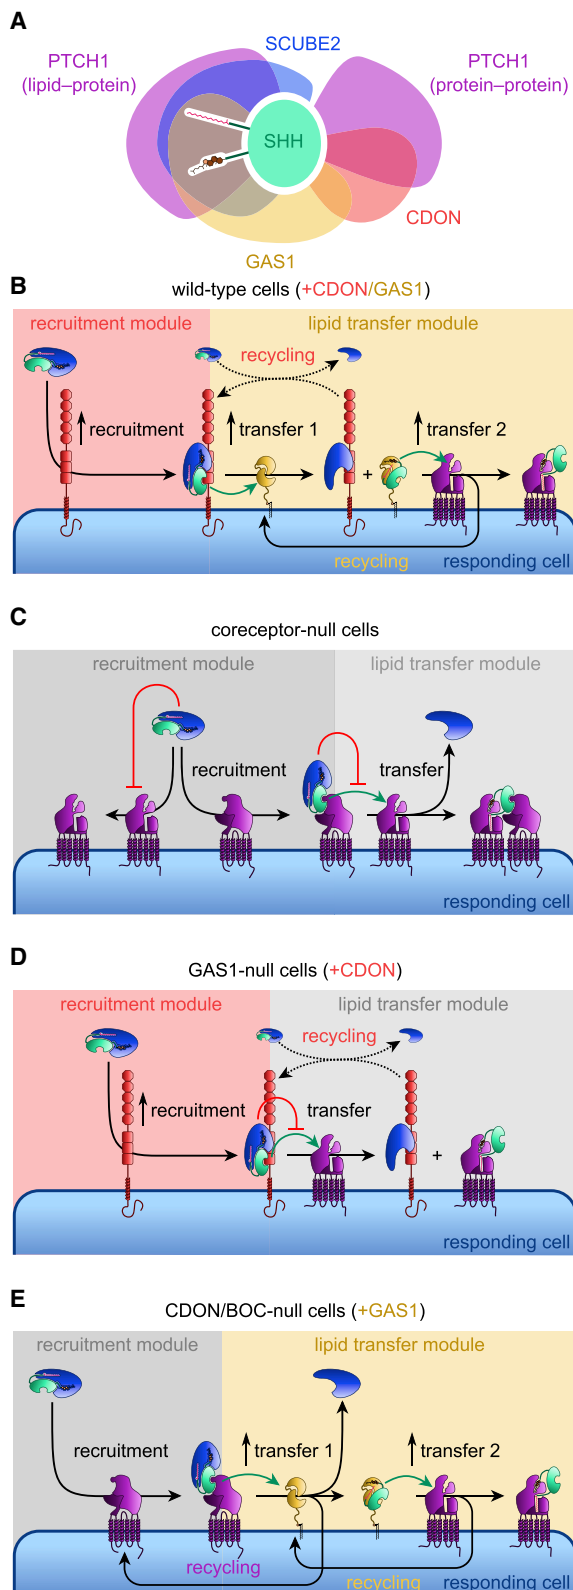 A
SCUBE2
PTCH1
(lipid–protein)
PTCH1
(protein–protein)
SHH
CDON
GAS1
B
wild-type cells (+CDON/GAS1)
recruitment module
lipid transfer module
recycling
recruitment
transfer 1
transfer 2
+
recycling
responding cell
C
coreceptor-null cells
recruitment module
lipid transfer module
recruitment
transfer
responding cell
D
GAS1-null cells (+CDON)
recruitment module
lipid transfer module
recycling
recruitment
transfer
+
responding cell
E
CDON/BOC-null cells (+GAS1)
recruitment module
lipid transfer module
recruitment
transfer 1
transfer 2
recycling
recycling
responding cell